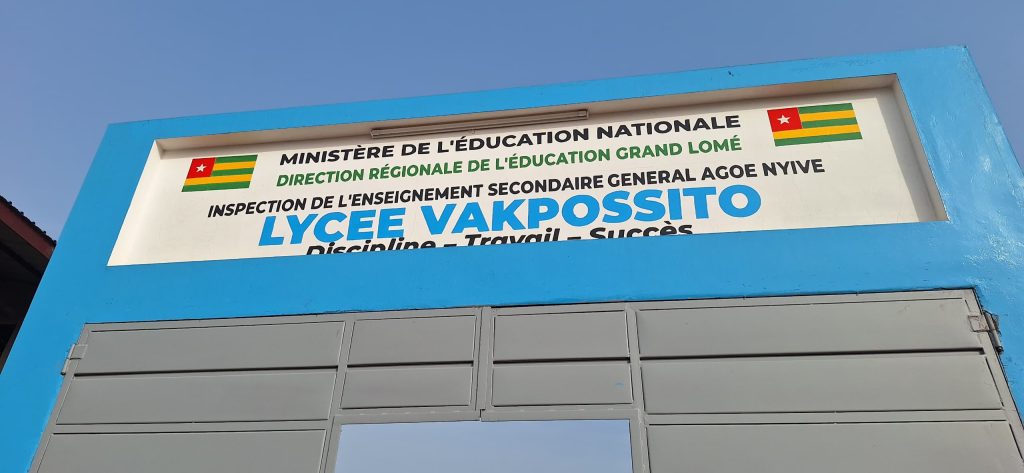 MINISTÈRE DE L'ÉDUCATION NATIONALE
DIRECTION RÉGIONALE DE L'ÉDUCATION GRAND LOMÉ
INSPECTION DE L'ENSEIGNEMENT SECONDAIRE GENERAL AGOE NYIVE
LYCEE VAKPOSSITO
Discipline – Travail – Succès